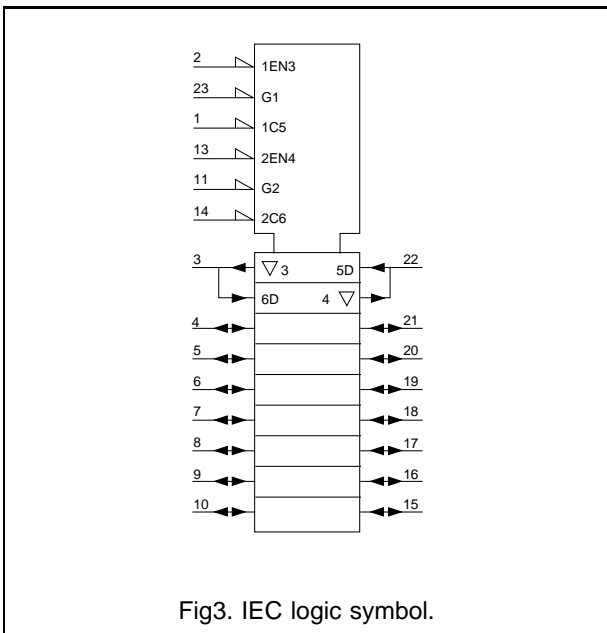 2 1EN3
23 G1
1 1C5
13 2EN4
11 G2
14 2C6
3 ▽ 3 5D 22
6D 4 ▽
4 21
5 20
6 19
7 18
8 17
9 16
10 15
Fig3. IEC logic symbol.